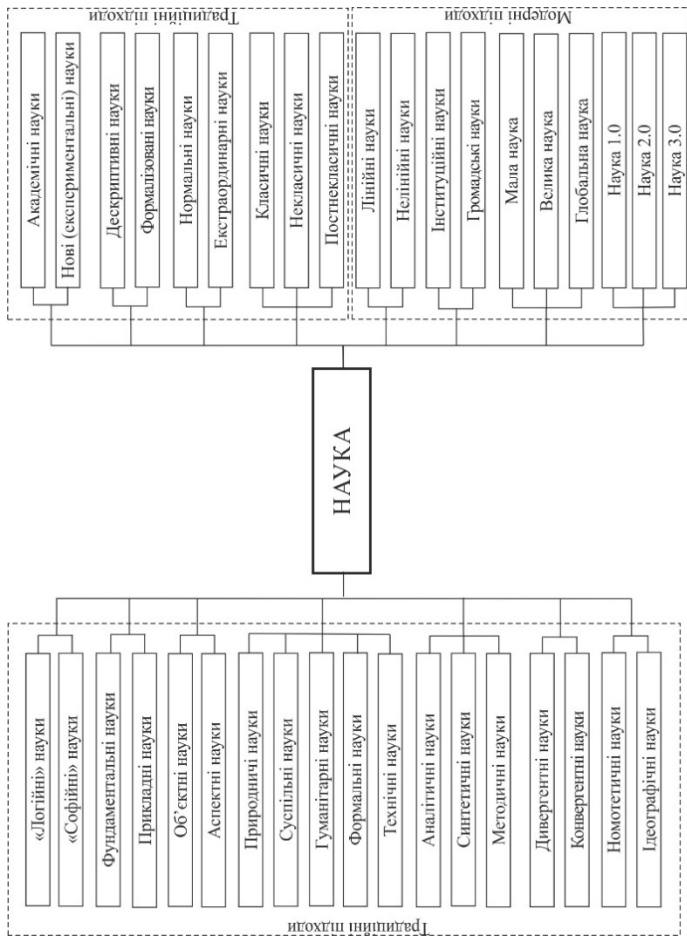 Традиційні підходи
Академічні науки
Нові (експериментальні) науки
Дескриптивні науки
Формалізовані науки
Нормальні науки
Екстраординарні науки
Класичні науки
Некласичні науки
Постнекласичні науки
Модерні підходи
Лінійні науки
Нелінійні науки
Інституційні науки
Громадські науки
Мала наука
Велика наука
Глобальна наука
Наука 1.0
Наука 2.0
Наука 3.0
НАУКА
«Логійні» науки
«Софійні» науки
Фундаментальні науки
Прикладні науки
Об’єктні науки
Аспектні науки
Природничі науки
Суспільні науки
Гуманітарні науки
Формальні науки
Технічні науки
Аналітичні науки
Синтетичні науки
Методичні науки
Дивергентні науки
Конвергентні науки
Номотетичні науки
Ідеографічні науки
Традиційні підходи